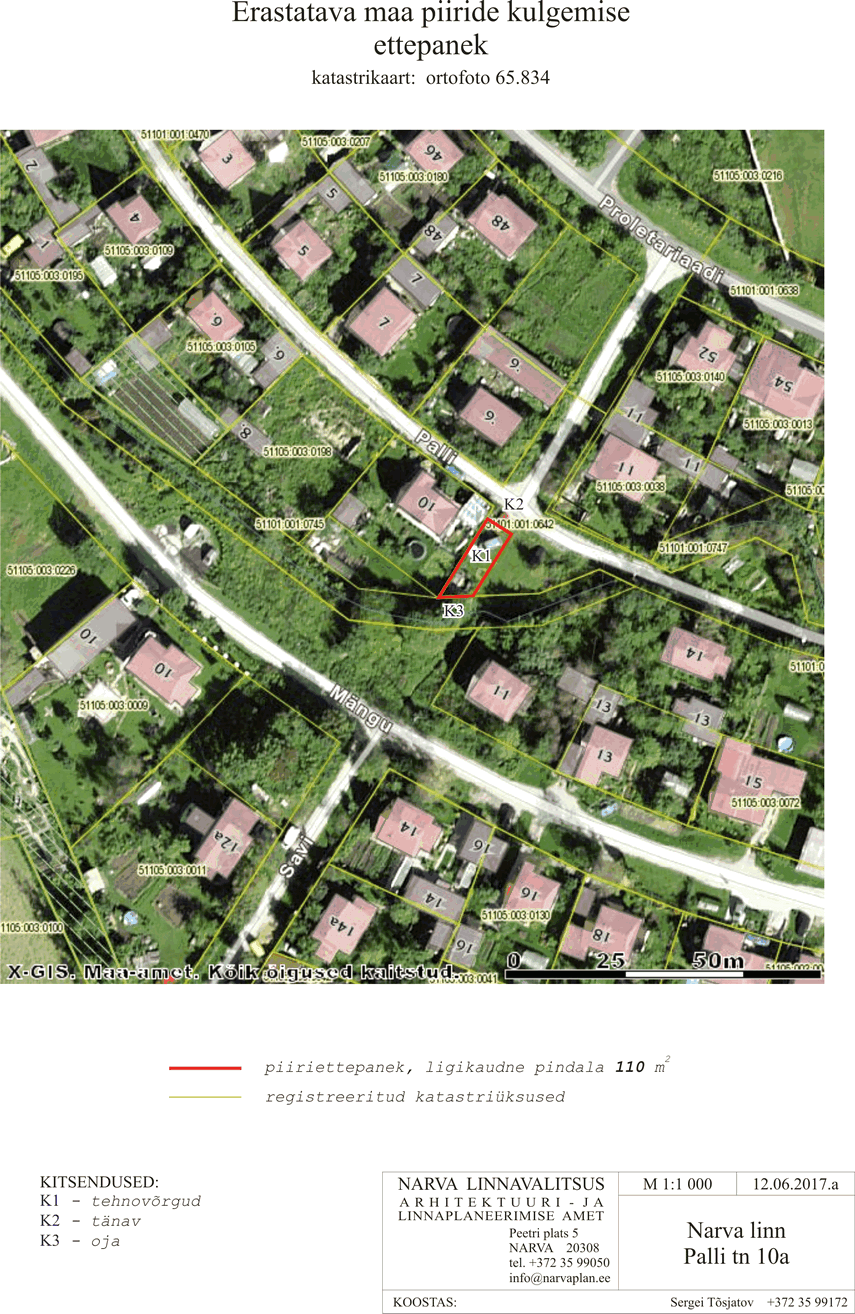 Erastatava maa piiride kulgemise
ettepanek
katastrikaart: ortofoto 65.834
51101:001:0470
51105:003:0207
3
46
51105:003:0180
51105:003:0216
2
5
4
1
51105:003:0109
51105:003:0195
48
48
Proletariaadi
5
7
51101:001:0638
6
7
51105:003:0105
6
6
52
51105:003:0140
54
6
11
51105:003:0013
8
51105:003:0198
Palli
11
11
51105:003:0038
10
K2
51101:001:0745
51101:001:0642
51101:001:0747
K1
51105:003:0226
K3
10
10
14
11
51105:003:0009
Mängu
13
13
13
15
51105:003:0072
14
12a
16
Savi
51105:003:0011
14
16
51105:003:0130
14a
18
16
1105:003:0100
X-GIS. Maa-amet. Kõik õigused kaitstud.
0 25 50m
piiriettepanek, ligikaudne pindala 110 m²
registreeritud katastriüksused
KITSENDUSED:
K1 - tehnovõrgud
K2 - tänav
K3 - oja
NARVA LINNAVALITSUS
ARHITEKTUURI - JA
LINNAPLANEERIMISE AMET
Peetri plats 5
NARVA 20308
tel. +372 35 99050
info@narvaplan.ee
M 1:1 000
12.06.2017.a
Narva linn
Palli tn 10a
KOOSTAS:
Sergei Tõsjatov +372 35 99172